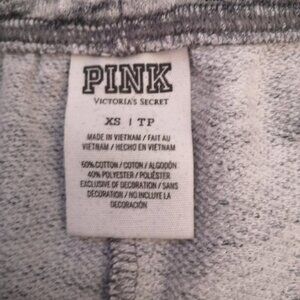 PINK
VICTORIA'S SECRET
XS | TP
MADE IN VIETNAM / FAIT AU
VIETNAM / HECHO EN VIETNAM
60% COTTON / COTON / ALGODÓN
40% POLYESTER / POLIÉSTER
EXCLUSIVE OF DECORATION / SANS
DÉCORATION / NO INCLUYE LA
DECORACIÓN